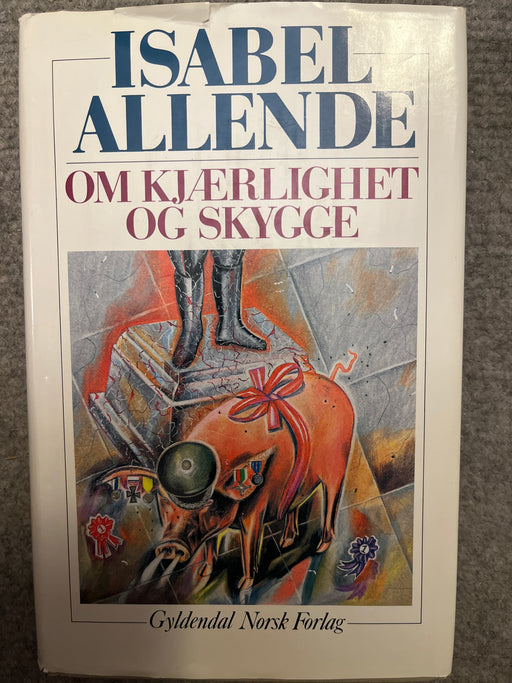 ISABEL
ALLENDE
OM KJÆRLIGHET
OG SKYGGE
Gyldendal Norsk Forlag